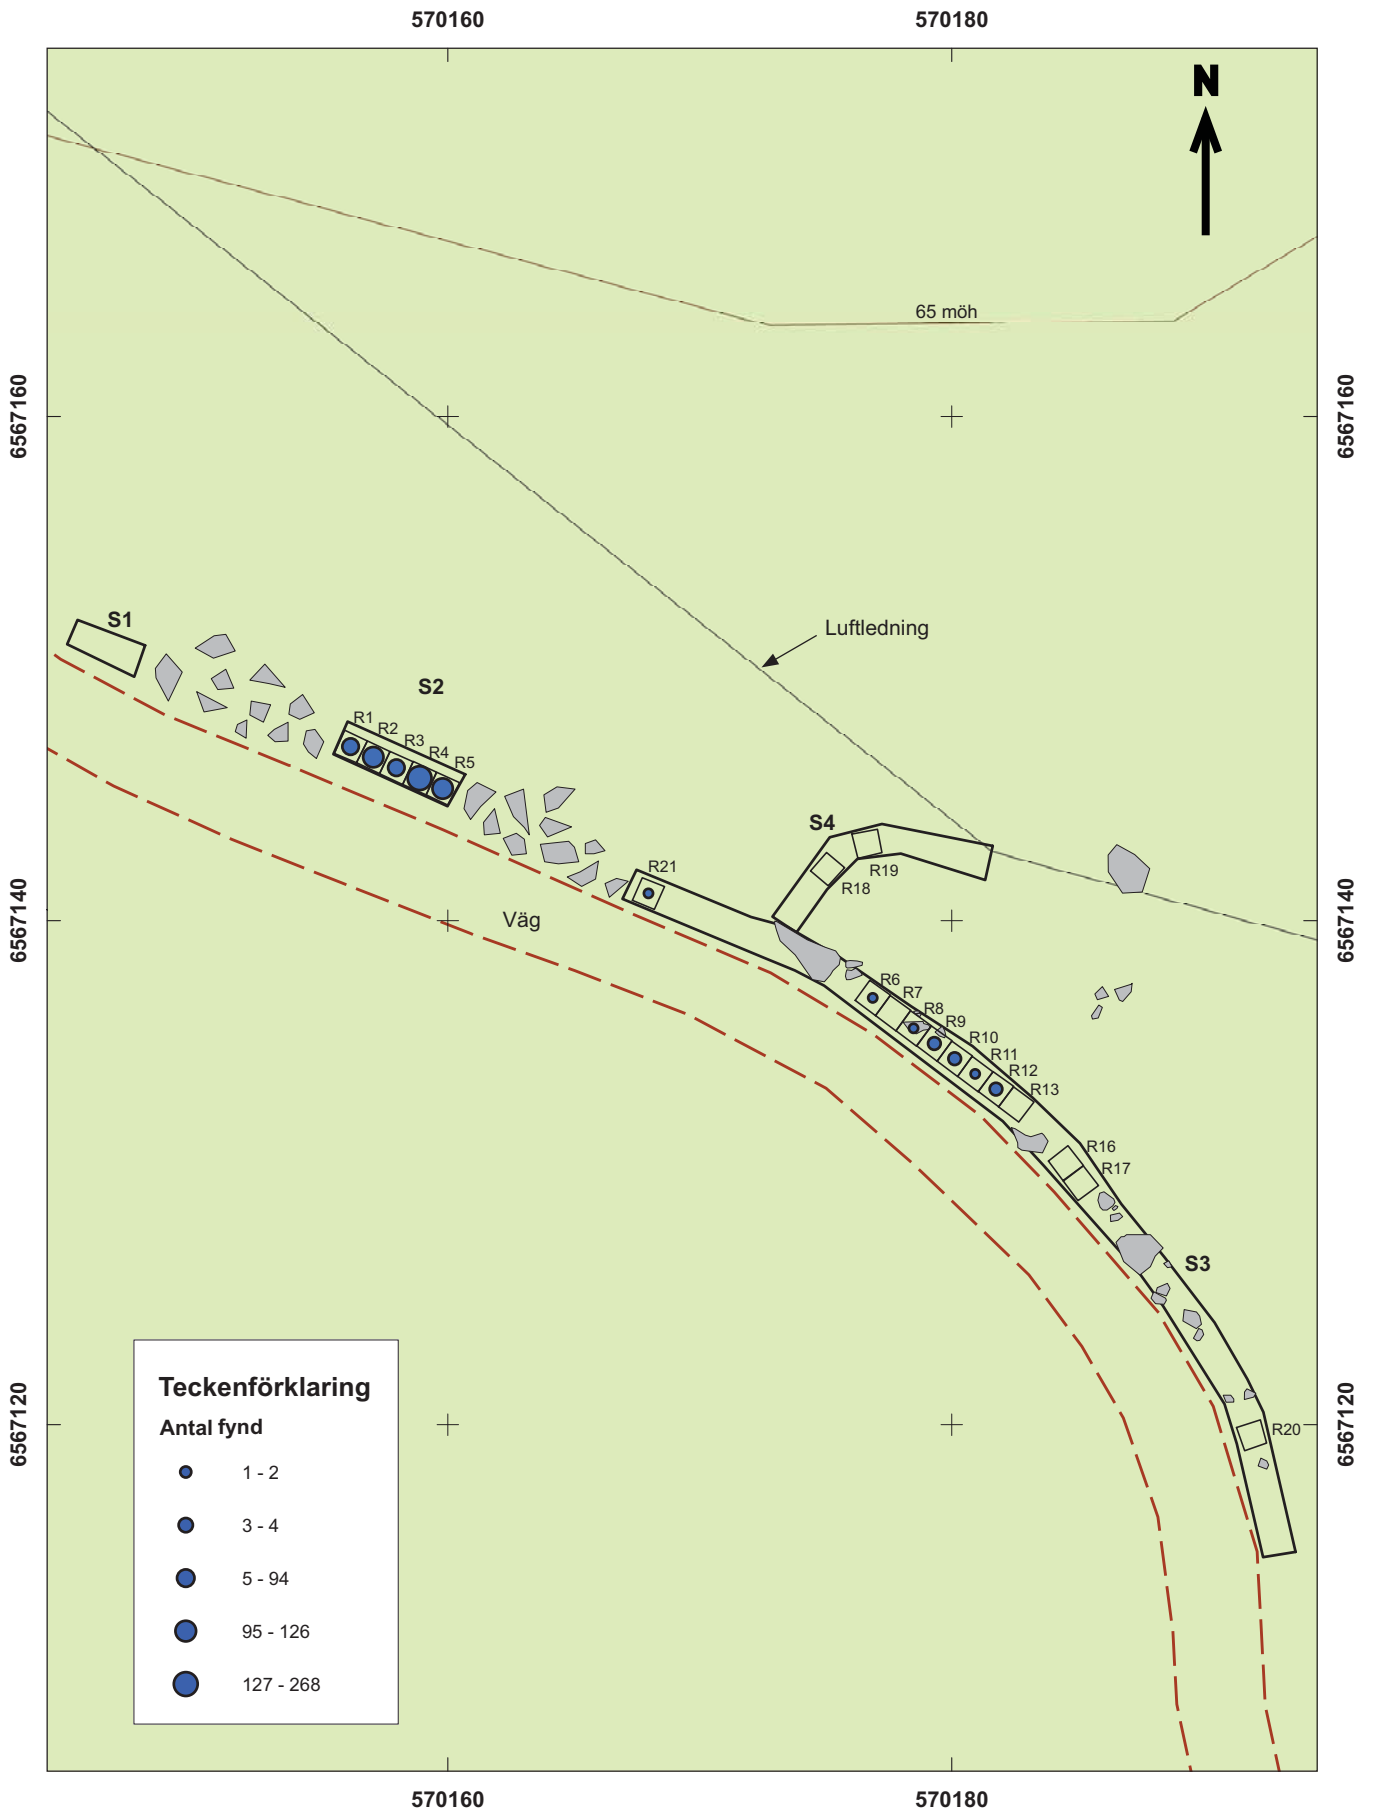 570160
570180
N
65 möh
6567160
6567160
S1
Luftledning
S2
R1
R2
R3
R4
R5
S4
R21
R19
R18
6567140
6567140
Väg
R6
R7
R8
R9
R10
R11
R12
R13
R16
R17
S3
Teckenförklaring
Antal fynd
1 - 2
3 - 4
5 - 94
95 - 126
127 - 268
6567120
6567120
R20
570160
570180